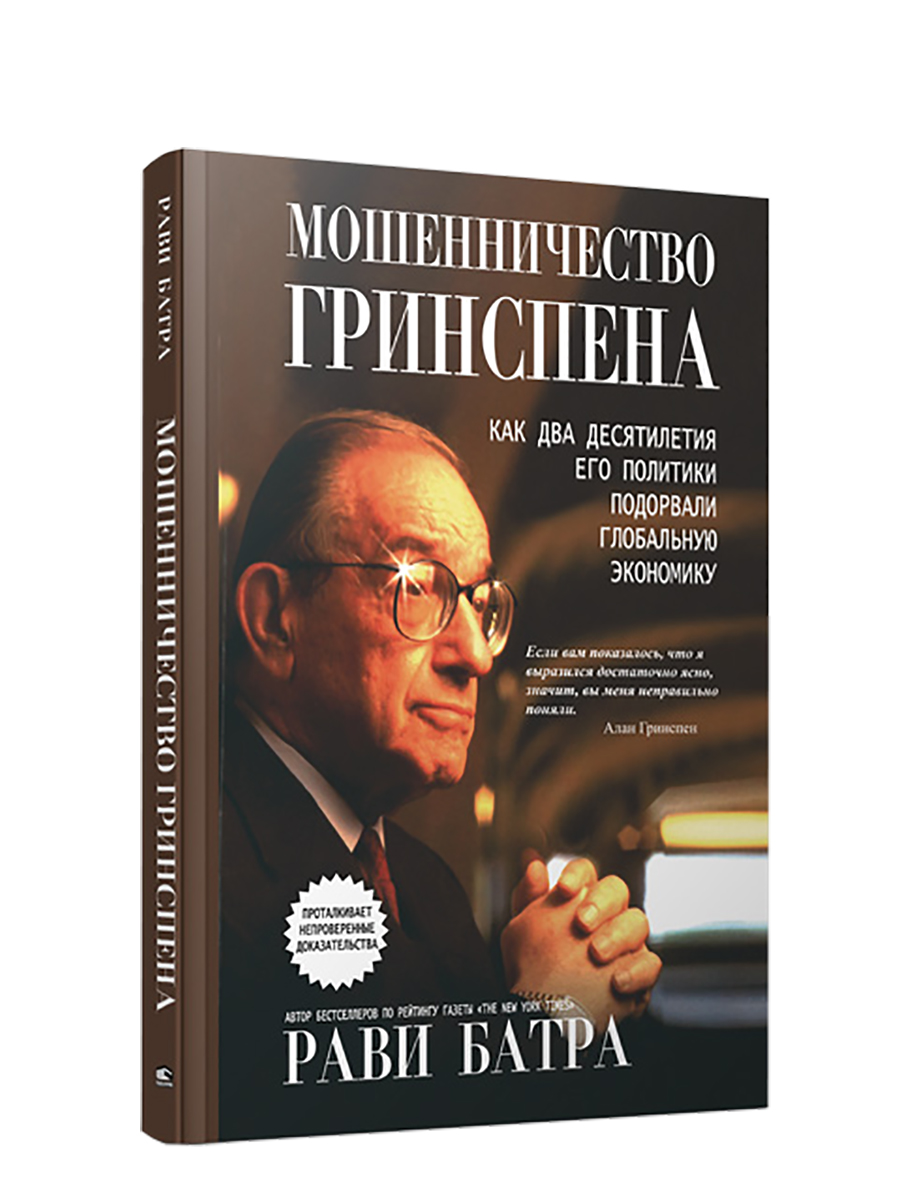 РАВИ БАТРА
МОШЕННИЧЕСТВО ГРИНСПЕНА
МОШЕННИЧЕСТВО
ГРИНСПЕНА
КАК ДВА ДЕСЯТИЛЕТИЯ
ЕГО ПОЛИТИКИ
ПОДОРВАЛИ
ГЛОБАЛЬНУЮ
ЭКОНОМИКУ
Если вам показалось, что я
выразился достаточно ясно,
значит, вы меня неправильно
поняли.
Алан Гринспен
ПРОТАЛКИВАЕТ
НЕПРОВЕРЕННЫЕ
ДОКАЗАТЕЛЬСТВА
АВТОР БЕСТСЕЛЛЕРОВ ПО РЕЙТИНГУ ГАЗЕТЫ «THE NEW YORK TIMES»
РАВИ БАТРА